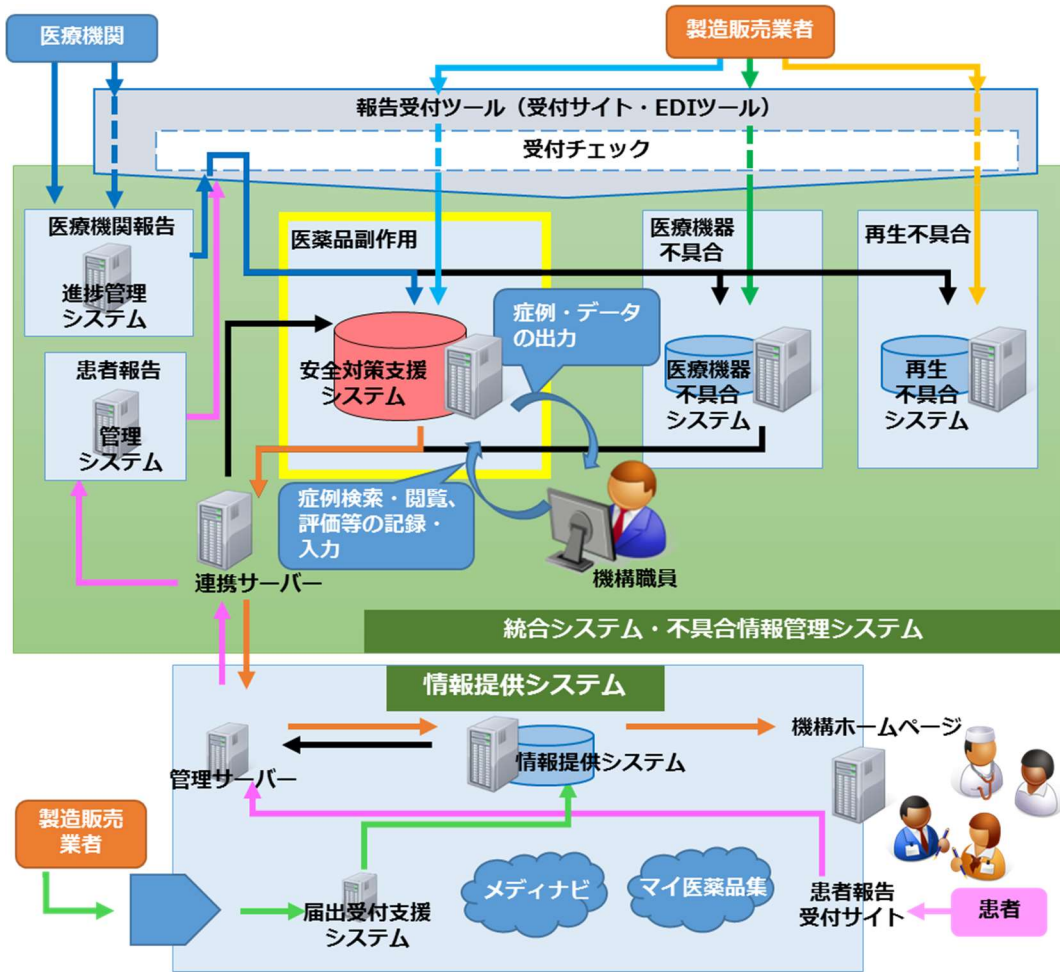 医療機関
製造販売業者
報告受付ツール（受付サイト・EDIツール）
受付チェック
医療機関報告
進捗管理
システム
医薬品副作用
医療機器
不具合
再生不具合
症例・データ
の出力
安全対策支援
システム
医療機器
不具合
システム
再生
不具合
システム
患者報告
管理
システム
症例検索・閲覧、
評価等の記録・
入力
機構職員
連携サーバー
統合システム・不具合情報管理システム
情報提供システム
機構ホームページ
管理サーバー
情報提供システム
製造販売
業者
届出受付支援
システム
メディナビ
マイ医薬品集
患者報告
受付サイト
患者